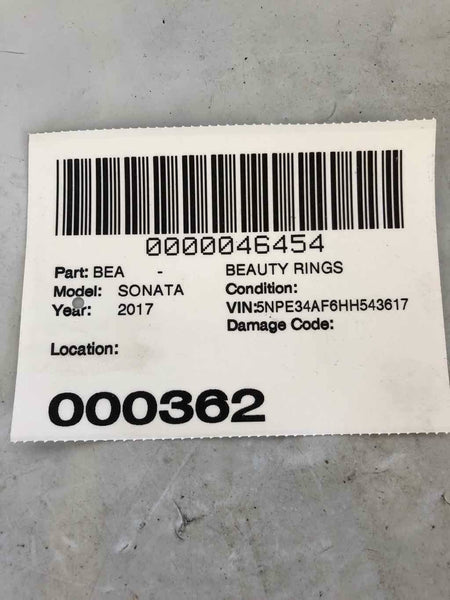 0000046454
Part: BEA - BEAUTY RINGS
Model: SONATA Condition:
Year: 2017 VIN:5NPE34AF6HH543617
Damage Code:
Location:
000362